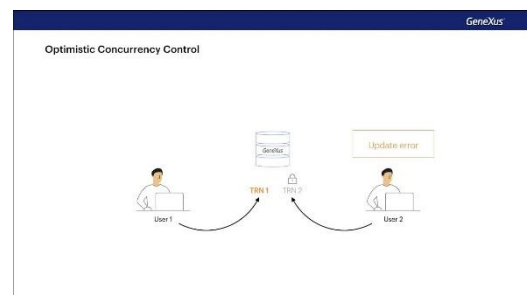 GeneXus
Optimistic Concurrency Control
GeneXus
Update error
TRN 1 TRN 2
User 1
User 2